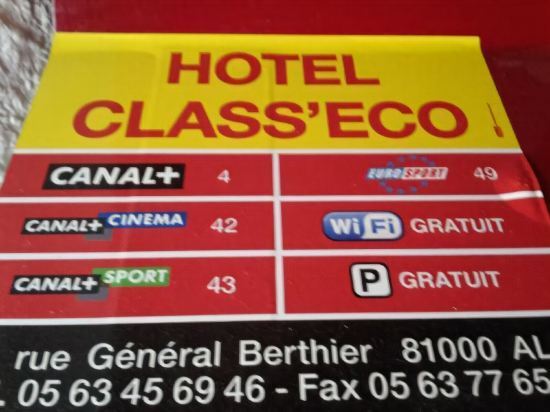 HOTEL
CLASS'ECO
CANAL+ 4 EUROSPORT 49
CANAL+ CINEMA 42 WiFi GRATUIT
CANAL+ SPORT 43 P GRATUIT
rue Général Berthier 81000 AL
. 05 63 45 69 46 - Fax 05 63 77 65